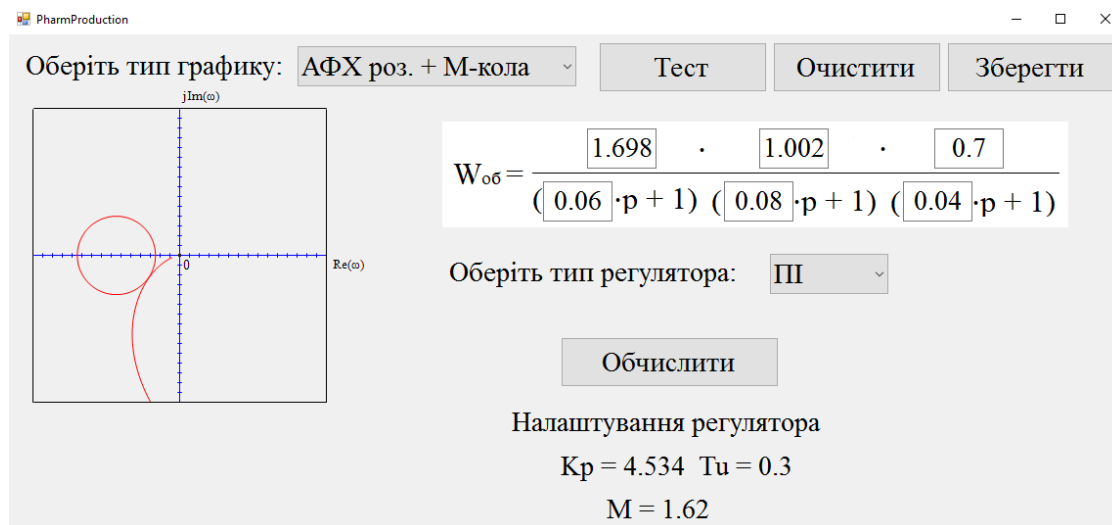 PharmProduction
Оберіть тип графику: АФХ роз. + М-кола Тест Очистити Зберегти
jIm(ω)
0
Re(ω)
1.698 · 1.002 · 0.7
Wоб =
( 0.06 ·p + 1) ( 0.08 ·p + 1) ( 0.04 ·p + 1)
Оберіть тип регулятора: ПІ
Обчислити
Налаштування регулятора
Kp = 4.534 Tu = 0.3
M = 1.62